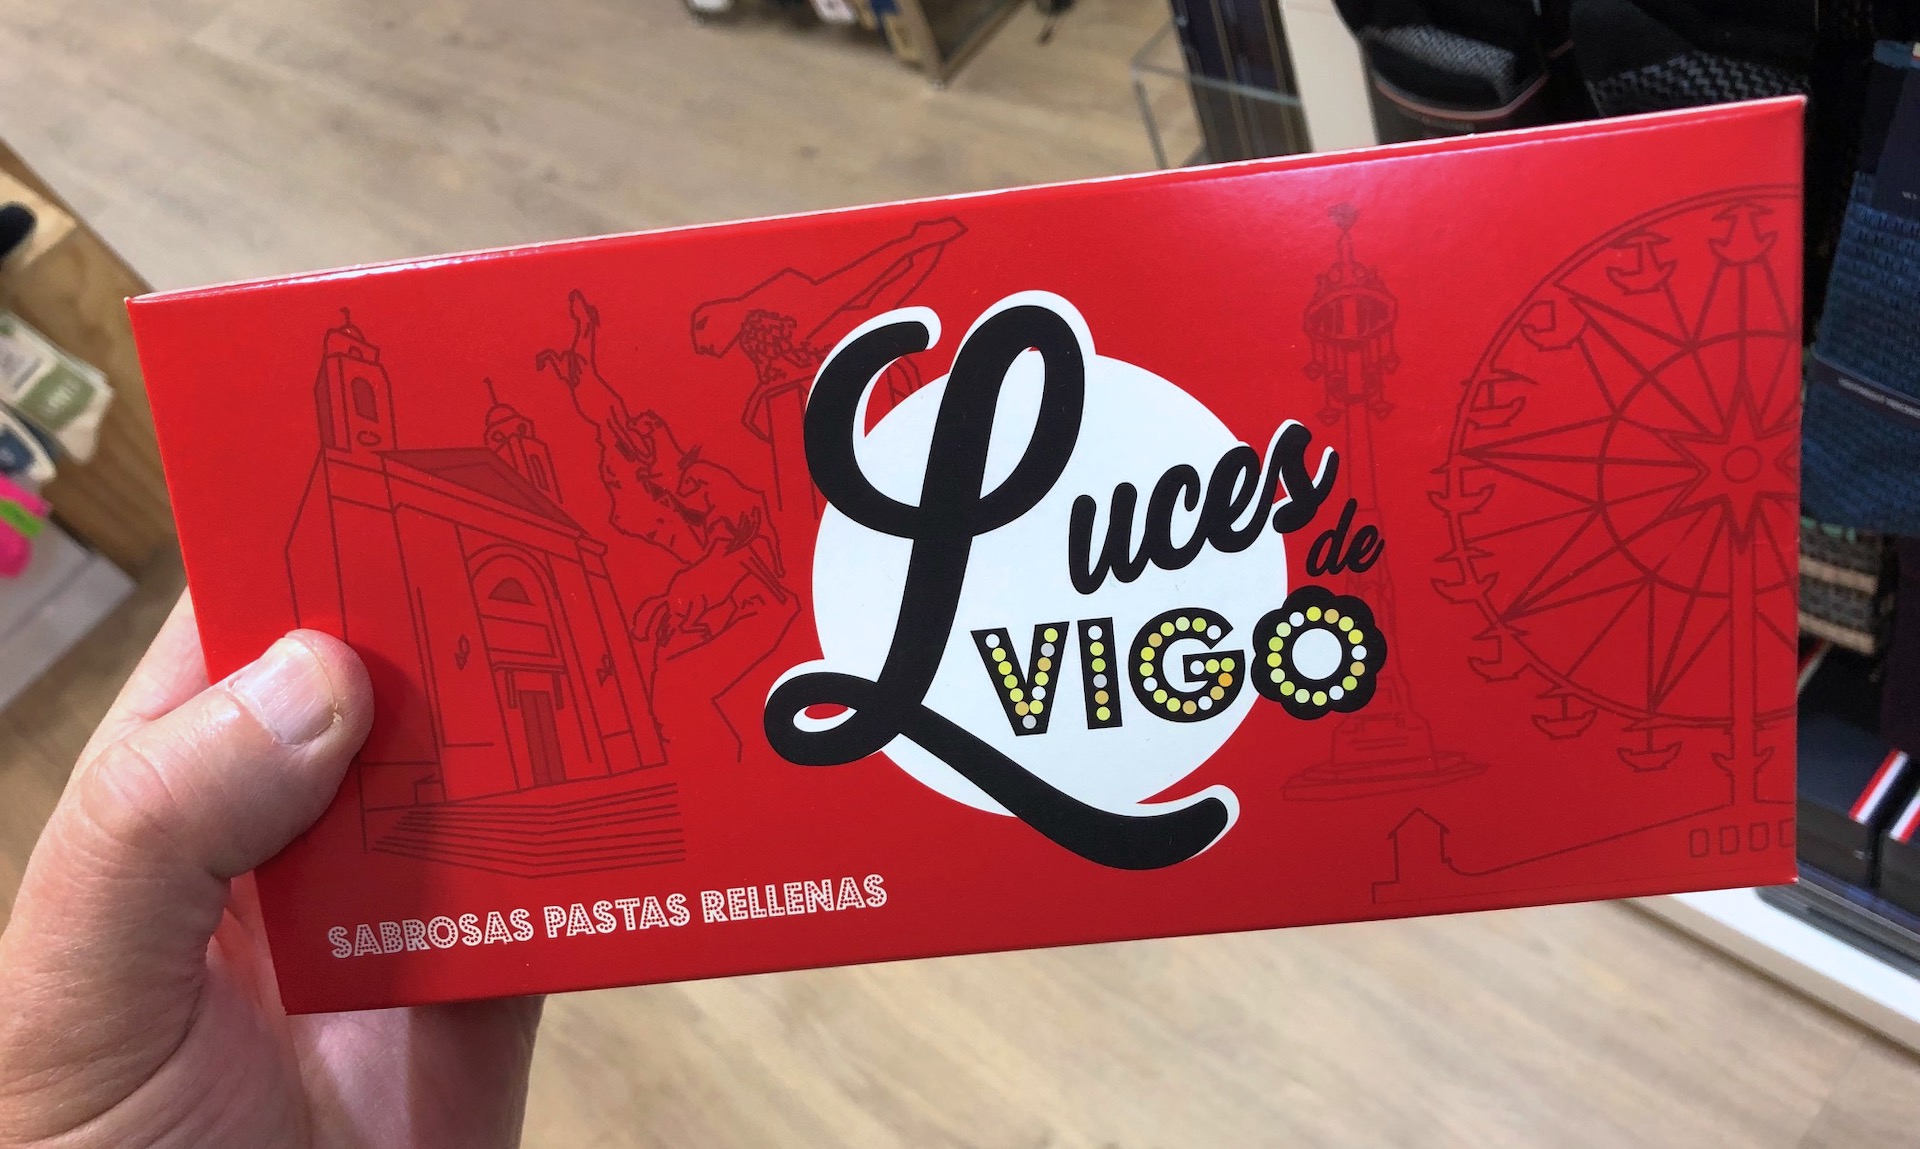 Luces
de
VIGO
SABROSAS PASTAS RELLENAS